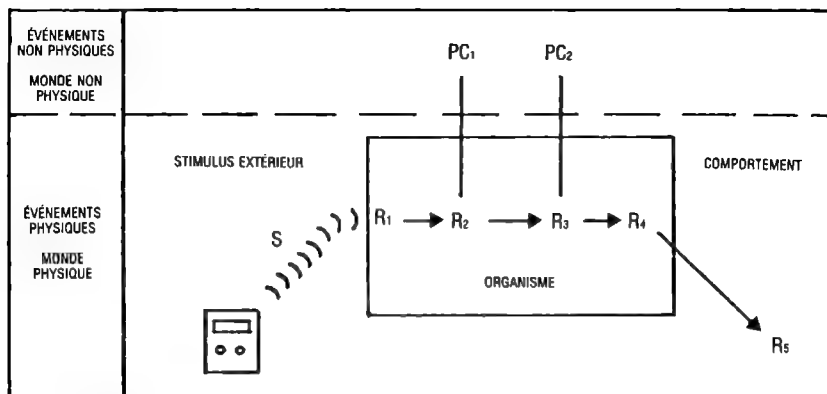 ÉVÉNEMENTS
NON PHYSIQUES
MONDE NON
PHYSIQUE
PC₁
PC₂
STIMULUS EXTÉRIEUR
COMPORTEMENT
ÉVÉNEMENTS
PHYSIQUES
MONDE
PHYSIQUE
S
R₁
R₂
R₃
R₄
ORGANISME
R₅